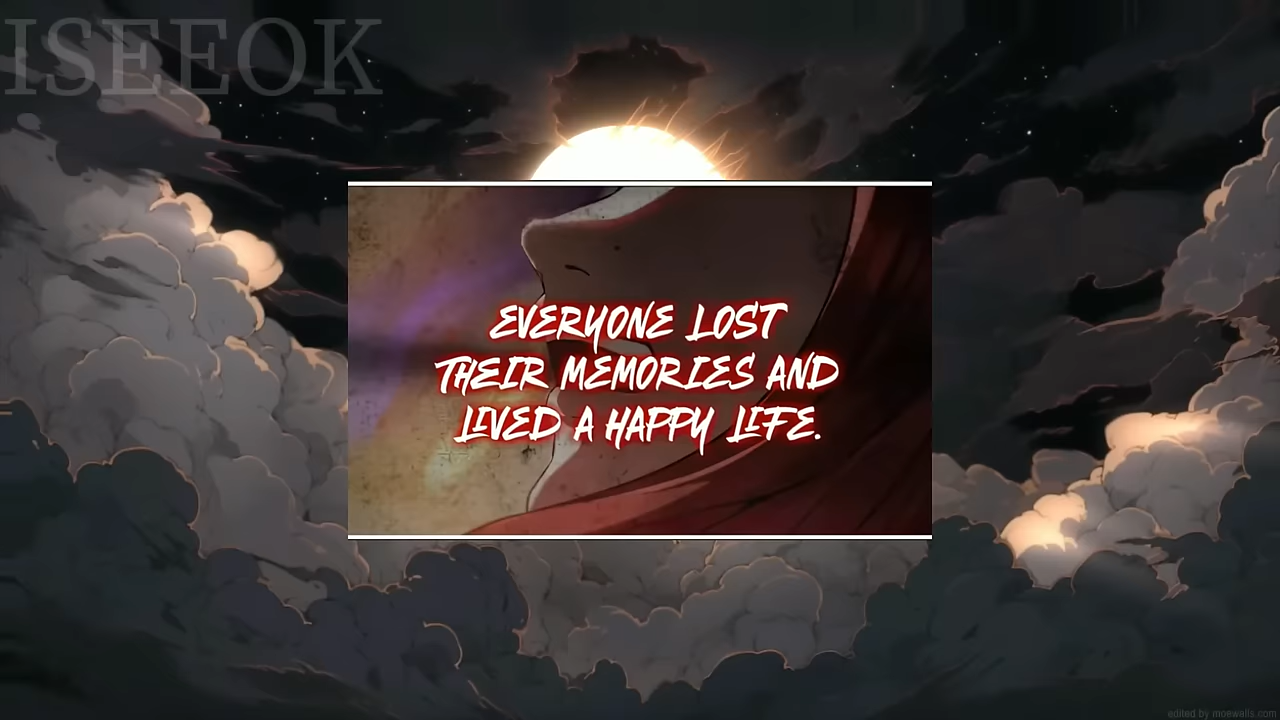 ISEEOK
EVERYONE LOST
THEIR MEMORIES AND
LIVED A HAPPY LIFE.
edited by moewalls.com